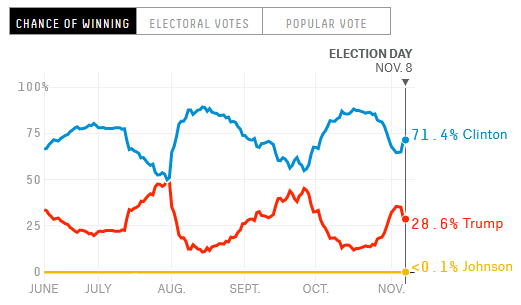 CHANCE OF WINNING
ELECTORAL VOTES
POPULAR VOTE
ELECTION DAY
NOV. 8
100%
75
50
25
0
71.4% Clinton
28.6% Trump
<0.1% Johnson
JUNE JULY AUG. SEPT. OCT. NOV.